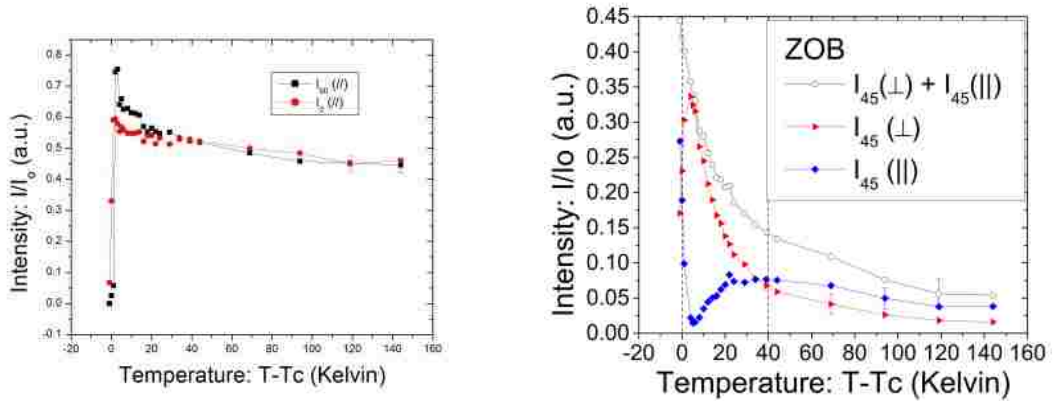 0.8
0.7
0.6
0.5
0.4
0.3
0.2
0.1
0.0
-0.1
-20 0 20 40 60 80 100 120 140 160
Intensity: I/I₀ (a.u.)
Temperature: T-Tc (Kelvin)
I₀ (//)
0.45
0.40
0.35
0.30
0.25
0.20
0.15
0.10
0.05
0.00
-20 0 20 40 60 80 100 120 140 160
Intensity: I/Io (a.u.)
Temperature: T-Tc (Kelvin)
ZOB
I₄₅(⊥) + I₄₅(||)
I₄₅ (⊥)
I₄₅ (||)